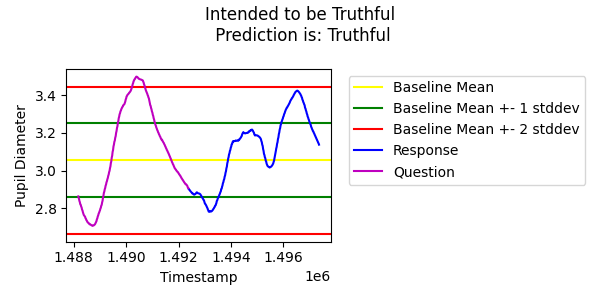 Intended to be Truthful
Prediction is: Truthful
Pupil Diameter
3.4
3.2
3.0
2.8
1.488
1.490
1.492
1.494
1.496
1e6
Timestamp
Baseline Mean
Baseline Mean +- 1 stddev
Baseline Mean +- 2 stddev
Response
Question